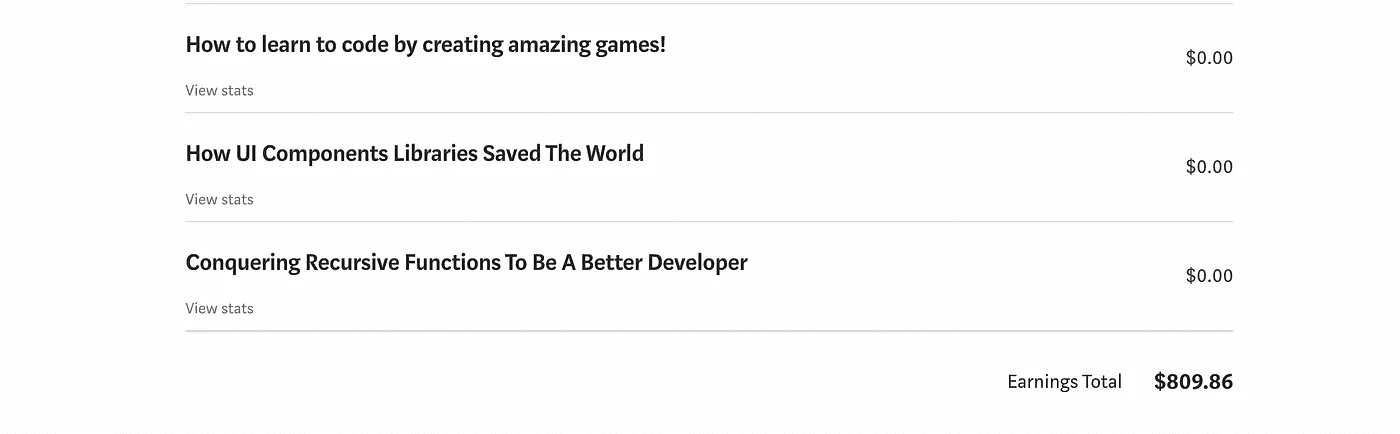 How to learn to code by creating amazing games!
$0.00
View stats
How UI Components Libraries Saved The World
$0.00
View stats
Conquering Recursive Functions To Be A Better Developer
$0.00
View stats
Earnings Total $809.86